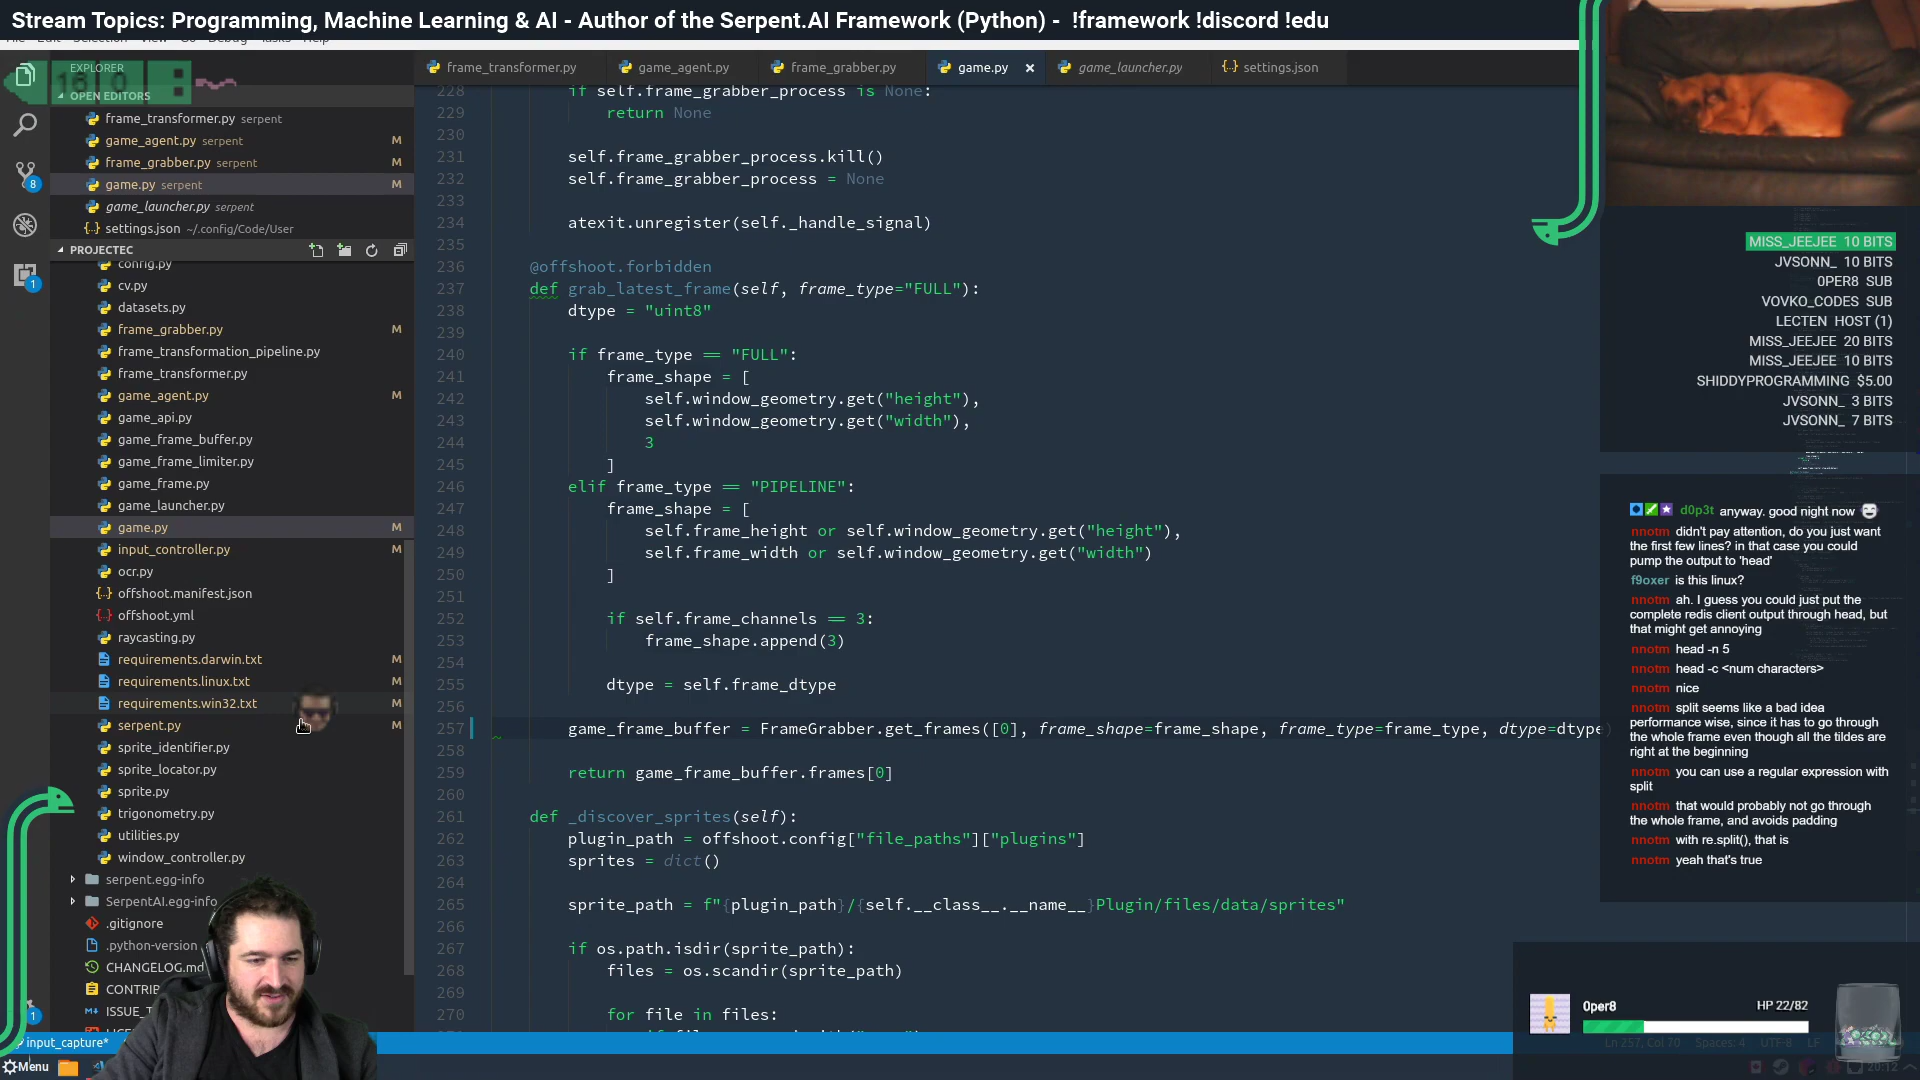 Stream Topics: Programming, Machine Learning & AI - Author of the Serpent.AI Framework (Python) - !framework !discord !edu
EXPLORER
OPEN EDITORS
frame_transformer.py serpent
game_agent.py serpent M
frame_grabber.py serpent M
game.py serpent M
game_launcher.py serpent
settings.json ~/.config/Code/User
PROJECTEC
config.py
cv.py
datasets.py
frame_grabber.py M
frame_transformation_pipeline.py
frame_transformer.py
game_agent.py M
game_api.py
game_frame_buffer.py
game_frame_limiter.py
game_frame.py
game_launcher.py
game.py M
input_controller.py M
ocr.py
offshoot.manifest.json
offshoot.yml
raycasting.py
requirements.darwin.txt M
requirements.linux.txt M
requirements.win32.txt M
serpent.py M
sprite_identifier.py
sprite_locator.py
sprite.py
trigonometry.py
utilities.py
window_controller.py
serpent.egg-info
SerpentAI.egg-info
.gitignore
.python-version
CHANGELOG.md
CONTRIB
ISSUE_T
8
1
1
input_capture*
Menu
frame_transformer.py
game_agent.py
frame_grabber.py
game.py
game_launcher.py
settings.json
228 if self.frame_grabber_process is None:
229 return None
230
231 self.frame_grabber_process.kill()
232 self.frame_grabber_process = None
233
234 atexit.unregister(self._handle_signal)
235
236 @offshoot.forbidden
237 def grab_latest_frame(self, frame_type="FULL"):
238 dtype = "uint8"
239
240 if frame_type == "FULL":
241 frame_shape = [
242 self.window_geometry.get("height"),
243 self.window_geometry.get("width"),
244 3
245 ]
246 elif frame_type == "PIPELINE":
247 frame_shape = [
248 self.frame_height or self.window_geometry.get("height"),
249 self.frame_width or self.window_geometry.get("width")
250 ]
251
252 if self.frame_channels == 3:
253 frame_shape.append(3)
254
255 dtype = self.frame_dtype
256
257 game_frame_buffer = FrameGrabber.get_frames([0], frame_shape=frame_shape, frame_type=frame_type, dtype=dtype)
258
259 return game_frame_buffer.frames[0]
260
261 def _discover_sprites(self):
262 plugin_path = offshoot.config["file_paths"]["plugins"]
263 sprites = dict()
264
265 sprite_path = f"{plugin_path}/{self.__class__.__name__}Plugin/files/data/sprites"
266
267 if os.path.isdir(sprite_path):
268 files = os.scandir(sprite_path)
269
270 for file in files:
MISS_JEEJEE 10 BITS
JVSONN_ 10 BITS
0PER8 SUB
VOVKO_CODES SUB
LECTEN HOST (1)
MISS_JEEJEE 20 BITS
MISS_JEEJEE 10 BITS
SHIDDYPROGRAMMING $5.00
JVSONN_ 3 BITS
JVSONN_ 7 BITS
d0p3t anyway. good night now
nnotm didn't pay attention, do you just want
the first few lines? in that case you could
pump the output to 'head'
f9oxer is this linux?
nnotm ah. I guess you could just put the
complete redis client output through head, but
that might get annoying
nnotm head -n 5
nnotm head -c <num characters>
nnotm nice
nnotm split seems like a bad idea
performance wise, since it has to go through
the whole frame even though all the tildes are
right at the beginning
nnotm you can use a regular expression with
split
nnotm that would probably not go through
the whole frame, and avoids padding
nnotm with re.split(), that is
nnotm yeah that's true
0per8 HP 22/82
Ln 257, Col 70 Spaces: 4 UTF-8 LF
20:12